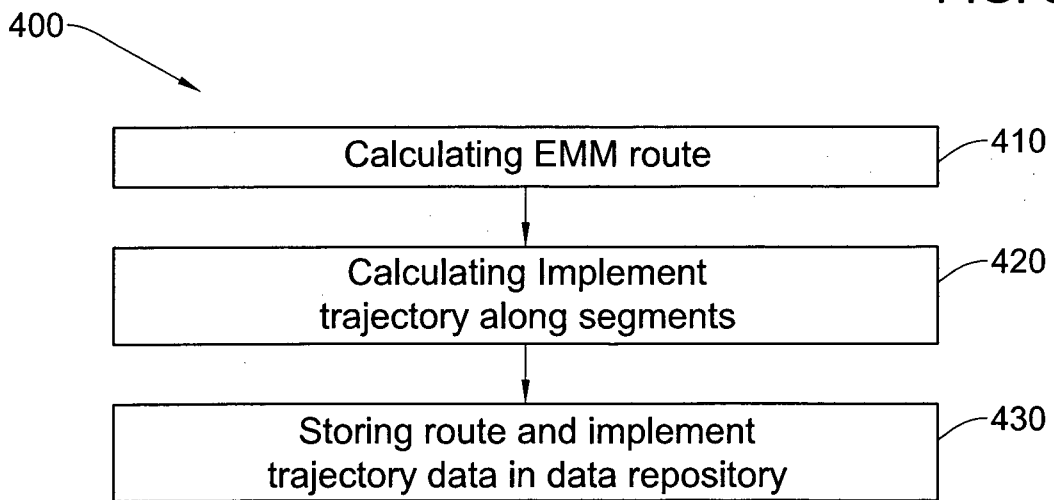 400
Calculating EMM route
410
Calculating Implement
trajectory along segments
420
Storing route and implement
trajectory data in data repository
430